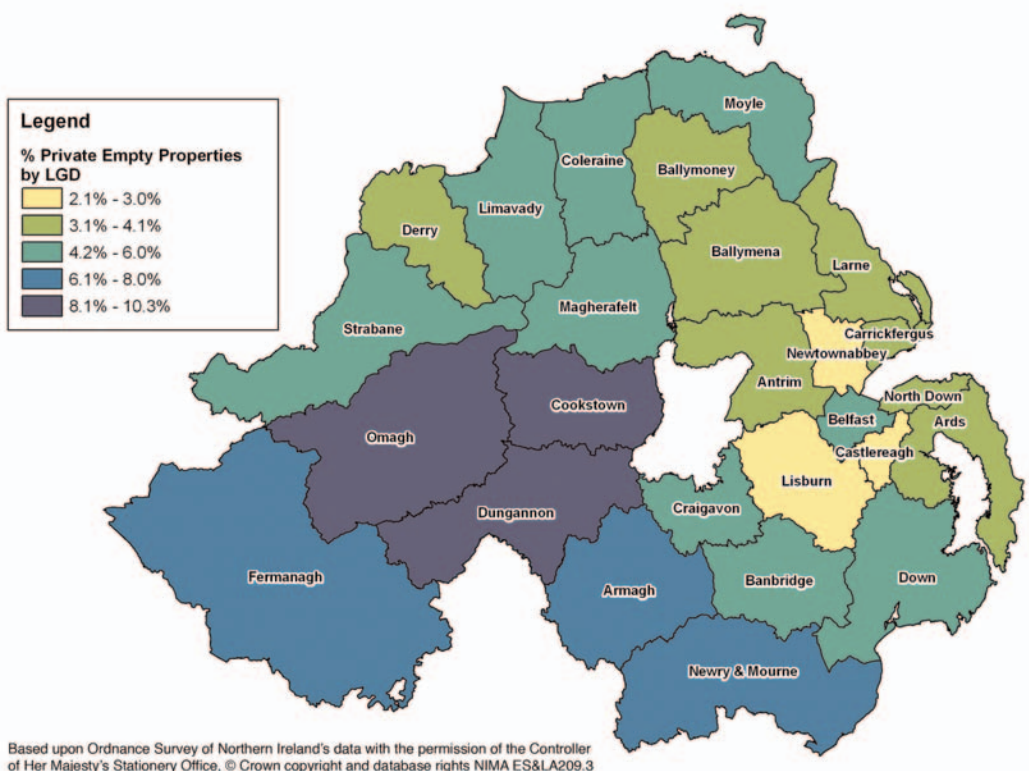 Legend
% Private Empty Properties
by LGD
2.1% - 3.0%
3.1% - 4.1%
4.2% - 6.0%
6.1% - 8.0%
8.1% - 10.3%
Moyle
Coleraine
Ballymoney
Limavady
Derry
Ballymena
Larne
Magherafelt
Strabane
Carrickfergus
Newtownabbey
Antrim
North Down
Cookstown
Belfast
Ards
Omagh
Castlereagh
Lisburn
Craigavon
Dungannon
Fermanagh
Armagh
Banbridge
Down
Newry & Mourne
Based upon Ordnance Survey of Northern Ireland's data with the permission of the Controller
of Her Majesty's Stationery Office, © Crown copyright and database rights NIMA ES&LA209.3